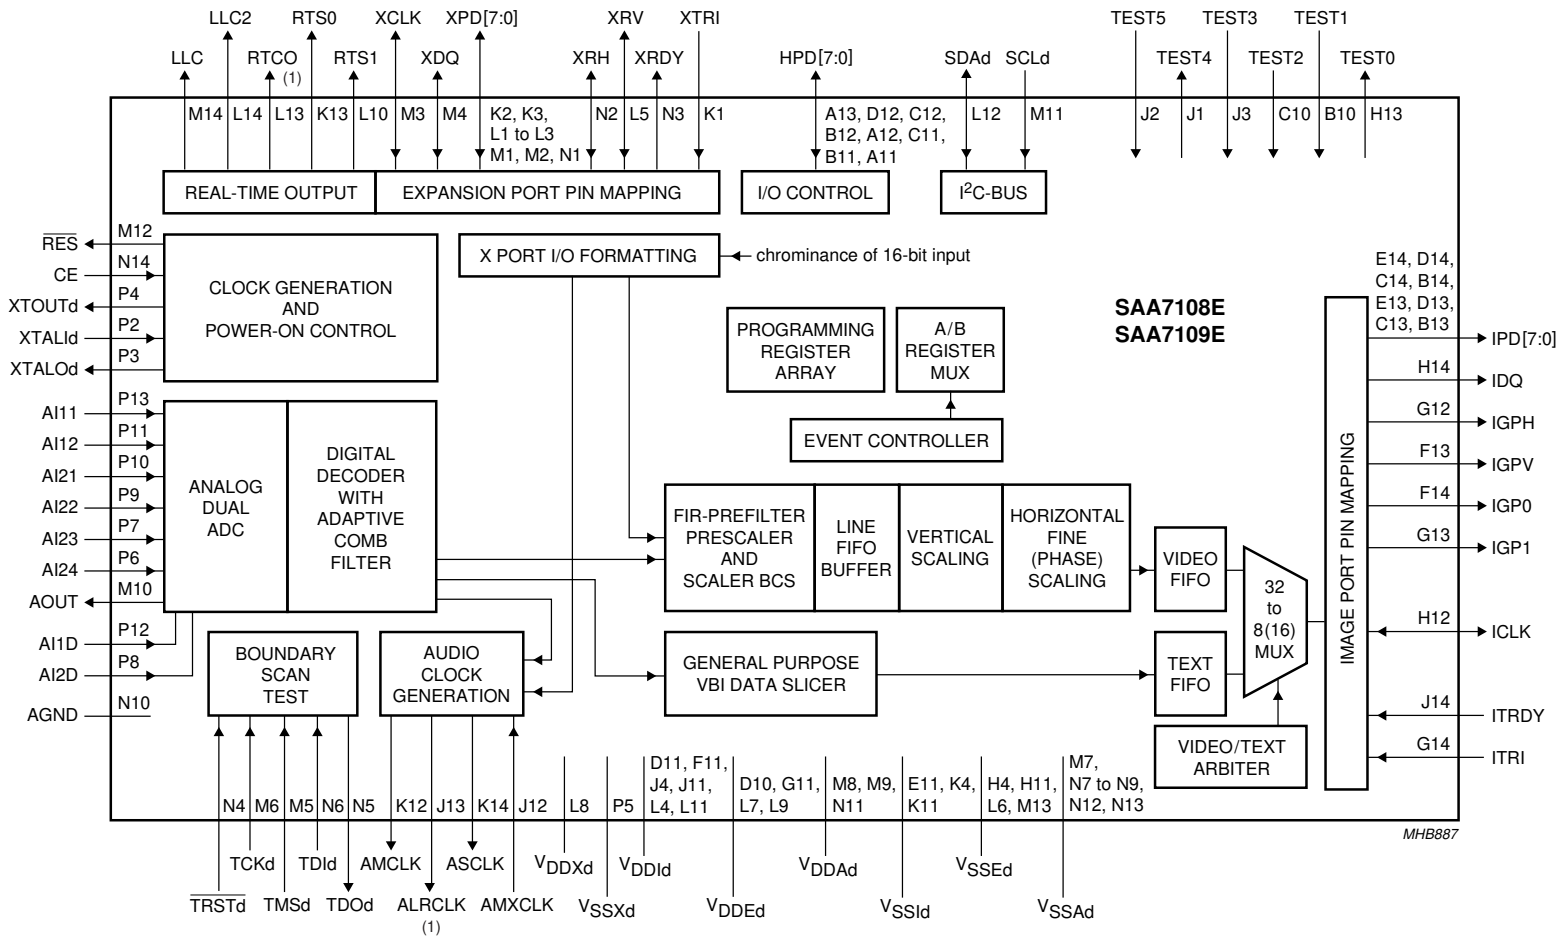 LLC2 RTS0 XCLK XPD[7:0] XRV XTRI TEST5 TEST3 TEST1
LLC RTCO RTS1 XDQ XRH XRDY HPD[7:0] SDAd SCLd TEST4 TEST2 TEST0
(1)
M14 L14 L13 K13 L10 M3 M4 K2, K3, N2 L5 N3 K1 A13, D12, C12, L12 M11 J2 J1 J3 C10 B10 H13
L1 to L3 B12, A12, C11,
M1, M2, N1 B11, A11
REAL-TIME OUTPUT EXPANSION PORT PIN MAPPING I/O CONTROL I2C-BUS
RES M12
CE N14
XTOUTd P4
XTALId P2
XTALOd P3
CLOCK GENERATION
AND
POWER-ON CONTROL
X PORT I/O FORMATTING chrominance of 16-bit input
PROGRAMMING
REGISTER
ARRAY
A/B
REGISTER
MUX
EVENT CONTROLLER
SAA7108E
SAA7109E
E14, D14,
C14, B14,
E13, D13,
C13, B13
IPD[7:0]
H14 IDQ
G12 IGPH
F13 IGPV
F14 IGP0
G13 IGP1
H12 ICLK
J14 ITRDY
G14 ITRI
IMAGE PORT PIN MAPPING
AI11 P13
AI12 P11
AI21 P10
AI22 P9
AI23 P7
AI24 P6
AOUT M10
AI1D P12
AI2D P8
AGND N10
ANALOG
DUAL
ADC
DIGITAL
DECODER
WITH
ADAPTIVE
COMB
FILTER
FIR-PREFILTER
PRESCALER
AND
SCALER BCS
LINE
FIFO
BUFFER
VERTICAL
SCALING
HORIZONTAL
FINE
(PHASE)
SCALING
VIDEO
FIFO
32
to
8(16)
MUX
BOUNDARY
SCAN
TEST
AUDIO
CLOCK
GENERATION
GENERAL PURPOSE
VBI DATA SLICER
TEXT
FIFO
VIDEO/TEXT
ARBITER
N4 M6 M5 N6 N5 K12 J13 K14 J12 L8 P5
D11, F11,
J4, J11,
L4, L11
D10, G11,
L7, L9
M8, M9,
N11
E11, K4,
K11
H4, H11,
L6, M13
M7,
N7 to N9,
N12, N13
MHB887
TCKd TDId AMCLK ASCLK VDDXd VDDId VDDAd VSSEd
TRSTd TMSd TDOd ALRCLK AMXCLK VSSXd VDDEd VSSId VSSAd
(1)